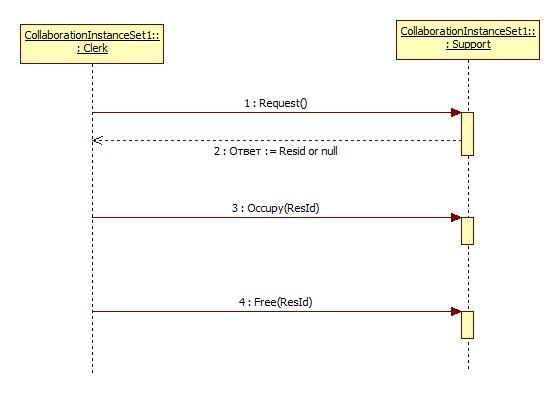 CollaborationInstanceSet1::
: Clerk
CollaborationInstanceSet1::
: Support
1 : Request()
2 : Ответ := Resid or null
3 : Occupy(ResId)
4 : Free(ResId)